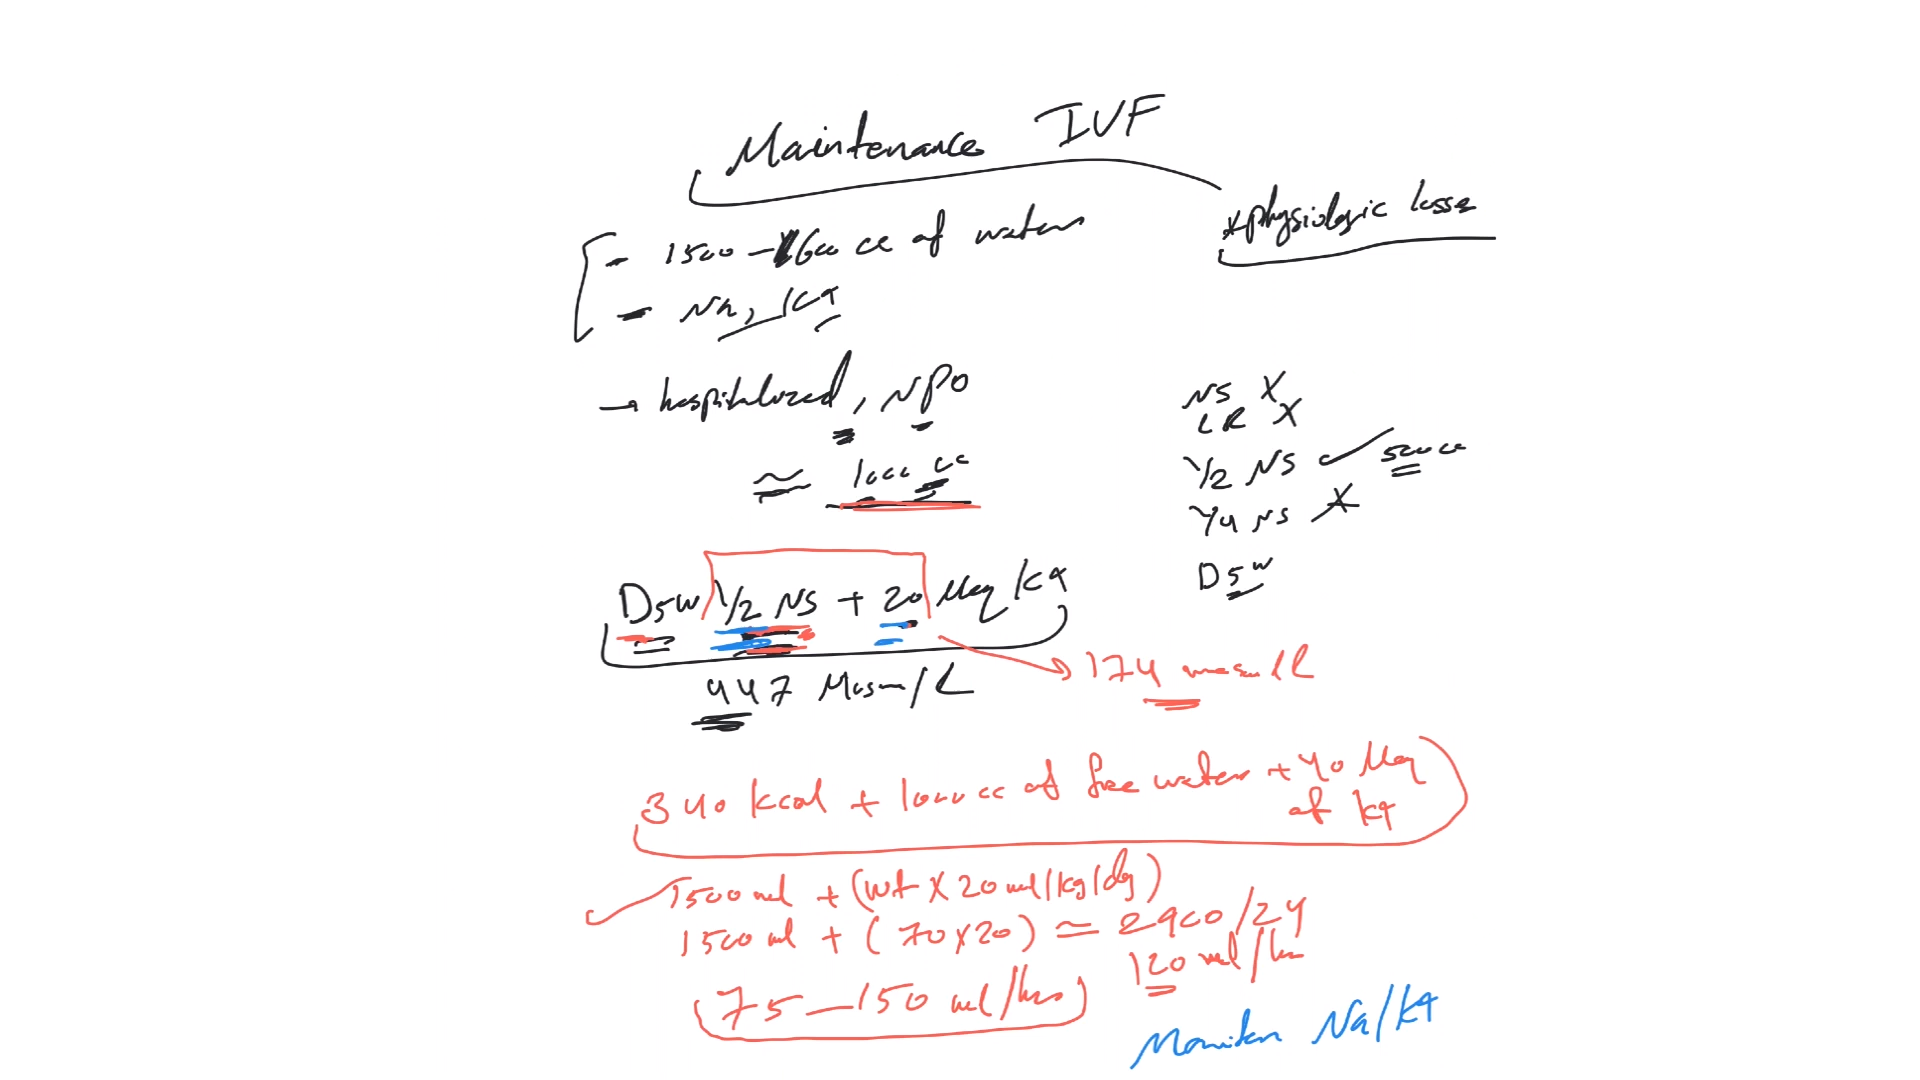 Maintenance IVF
*physiologic losses
- 1500-1600 cc of water
- Na, K+
→ hospitalized, NPO
≈ 1000 cc
NS X
LR X
1/2 NS ✓ 500 cc
1/4 NS X
D5W
D5W 1/2 NS + 20 Meq K+
447 Mosm/L
→ 174 mosm/L
340 kcal + 1000 cc of free water + 40 Meq
of K+
✓ 1500 ml + (wt X 20 ml/kg/day)
1500 ml + (70x20) ≃ 2900/24
120 ml/hr
75-150 ml/hrs
Monitor Na/K+